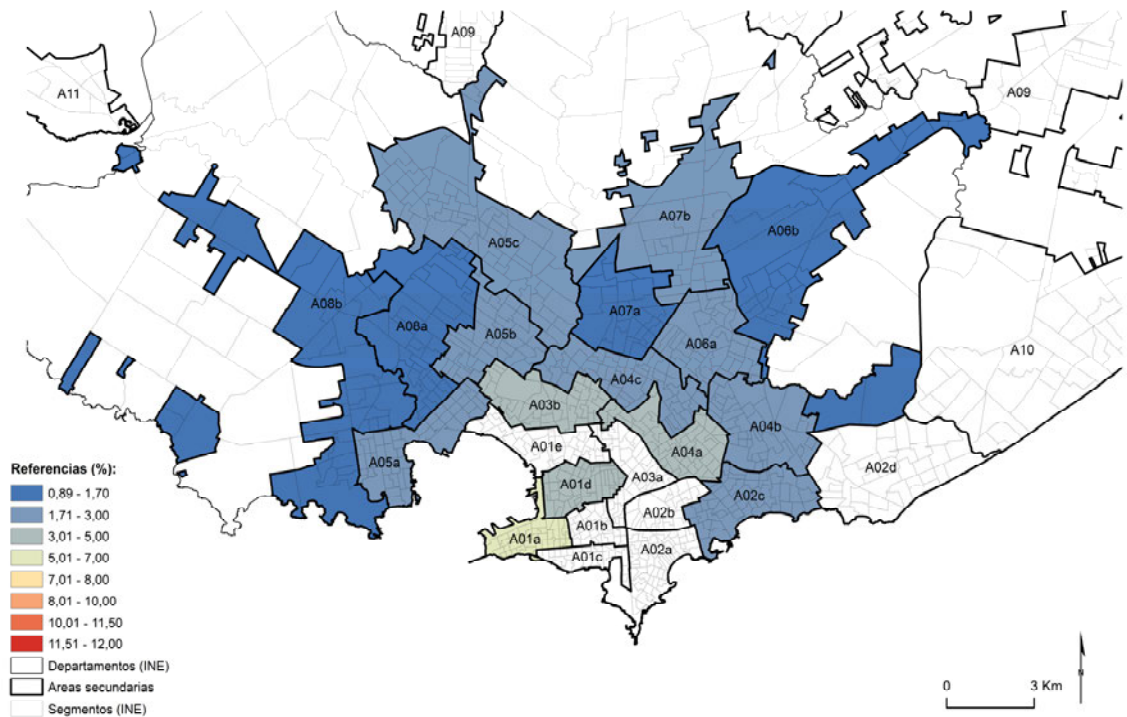 A09
A11
A09
A07b
A05c
A06b
A08b
A07a
A08a
A05b
A06a
A10
A04c
A03b
A04b
A01e
A04a
A05a
A02d
A03a
A01d
A02c
A02b
A01b
A01a
A01c
A02a
Referencias (%):
0,89 - 1,70
1,71 - 3,00
3,01 - 5,00
5,01 - 7,00
7,01 - 8,00
8,01 - 10,00
10,01 - 11,50
11,51 - 12,00
Departamentos (INE)
Areas secundarias
Segmentos (INE)
0 3 Km
N